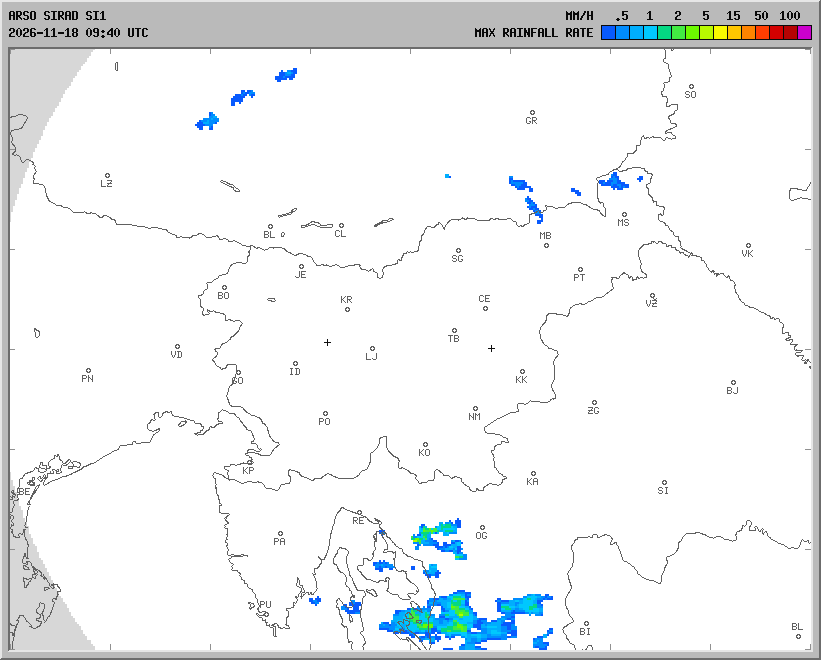 ARSO SIRAD SI1
MM/H .5 1 2 5 15 50 100
2026-11-18 09:40 UTC
MAX RAINFALL RATE
SO
GR
LZ
MS
BL CL
MB
SG
VK
JE
PT
BO
KR
CE
VZ
TB
VD
LJ
ID
PN
GO
KK
BJ
NM
ZG
PO
KO
KP
KA
BE
SI
RE
OG
PA
PU
BI
BL